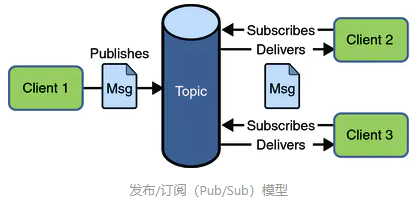 Publishes
Client 1
Msg
Topic
Subscribes
Delivers
Client 2
Msg
Subscribes
Delivers
Client 3
发布/订阅（Pub/Sub）模型